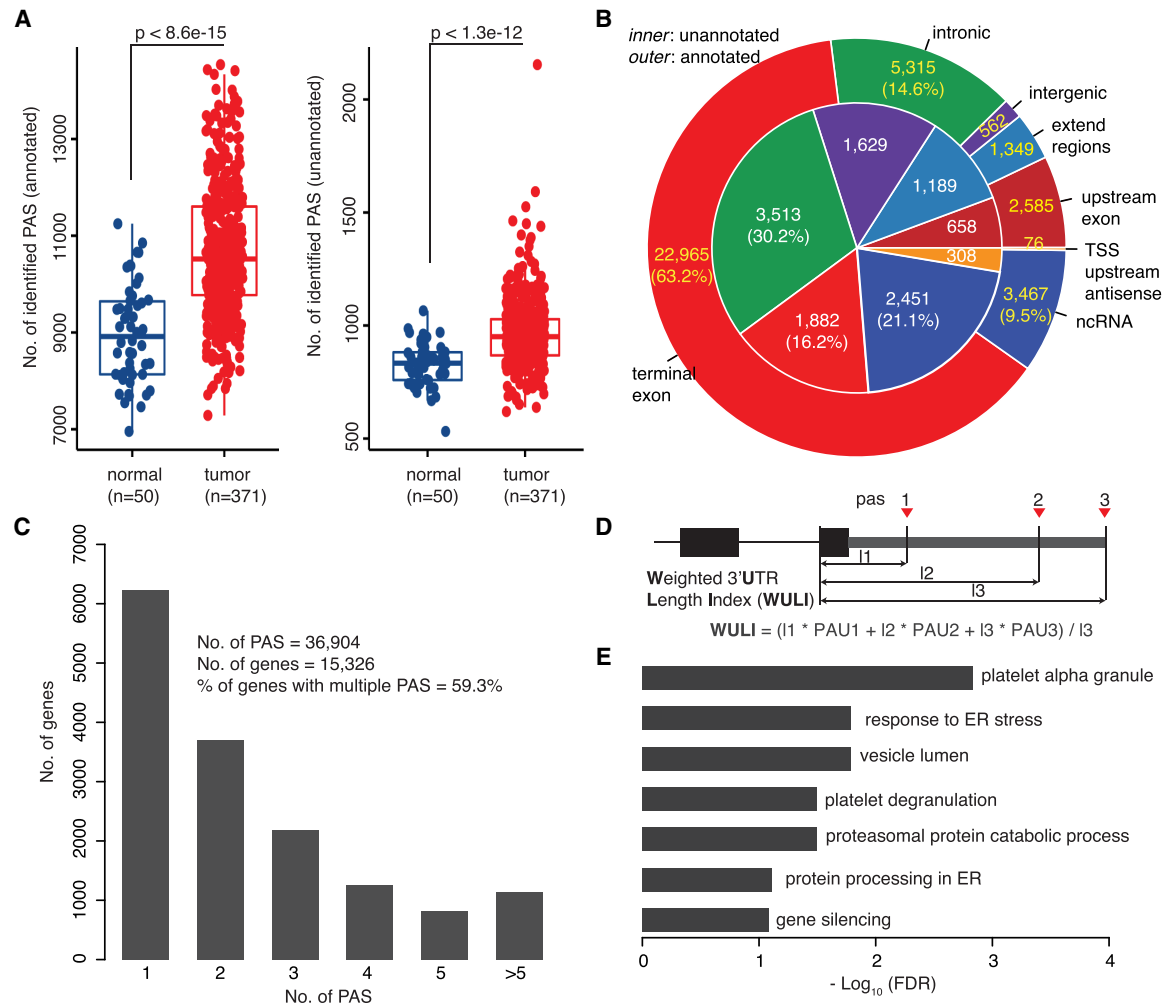 A
p < 8.6e-15
p < 1.3e-12
No. of identified PAS (annotated)
7000
9000
11000
13000
normal
(n=50)
tumor
(n=371)
No. of identified PAS (unannotated)
500
1000
1500
2000
normal
(n=50)
tumor
(n=371)
B
inner: unannotated
outer: annotated
intronic
intergenic
extend
regions
upstream
exon
TSS
upstream
antisense
ncRNA
terminal
exon
5,315
(14.6%)
562
1,349
2,585
76
3,467
(9.5%)
22,965
(63.2%)
1,629
1,189
658
308
2,451
(21.1%)
1,882
(16.2%)
3,513
(30.2%)
C
No. of genes
0
1000
2000
3000
4000
5000
6000
7000
No. of PAS = 36,904
No. of genes = 15,326
% of genes with multiple PAS = 59.3%
1
2
3
4
5
>5
No. of PAS
D
pas
1
2
3
l1
l2
l3
Weighted 3'UTR
Length Index (WULI)
WULI = (l1 * PAU1 + l2 * PAU2 + l3 * PAU3) / l3
E
platelet alpha granule
response to ER stress
vesicle lumen
platelet degranulation
proteasomal protein catabolic process
protein processing in ER
gene silencing
0
1
2
3
4
- Log10 (FDR)